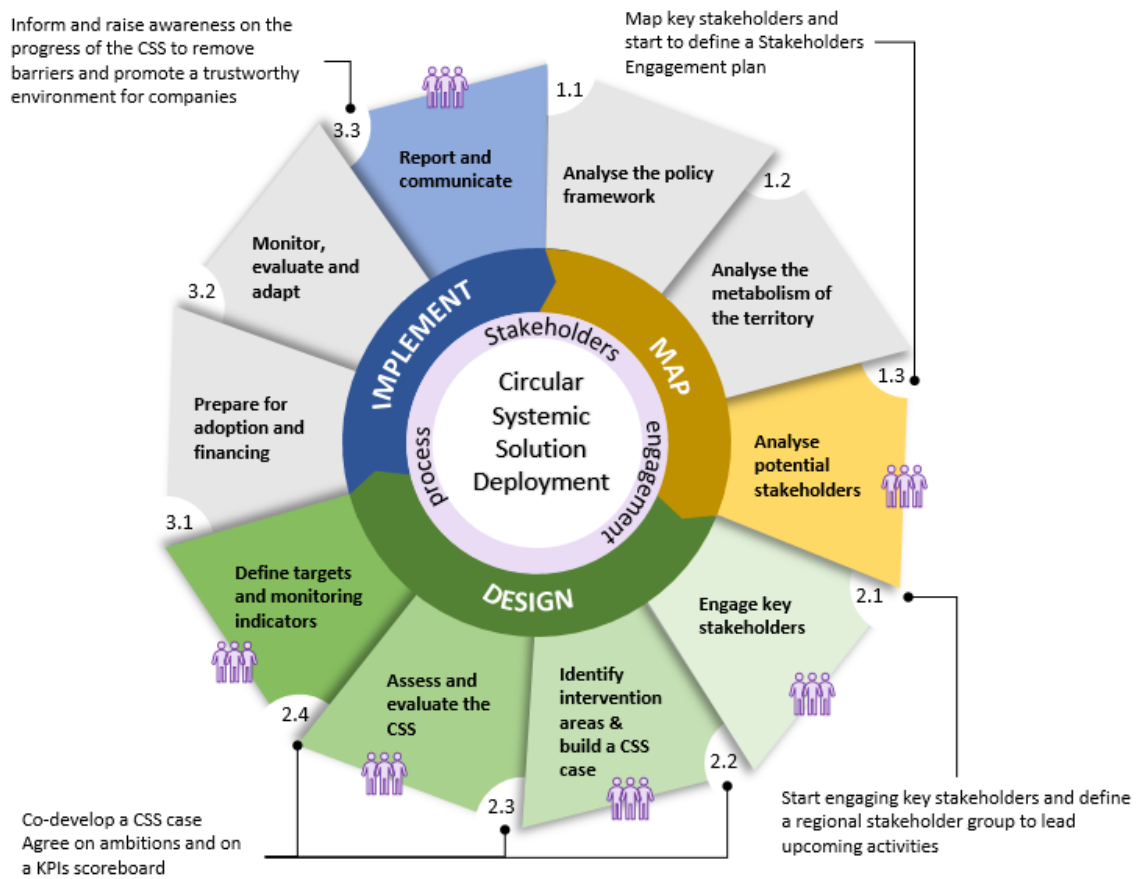 Inform and raise awareness on the
progress of the CSS to remove
barriers and promote a trustworthy
environment for companies
Map key stakeholders and
start to define a Stakeholders
Engagement plan
1.1
Analyse the policy
framework
1.2
Analyse the
metabolism of
the territory
1.3
Analyse
potential
stakeholders
2.1
Engage key
stakeholders
2.2
Identify
intervention
areas &
build a CSS
case
2.3
Assess and
evaluate the
CSS
2.4
Define targets
and monitoring
indicators
3.1
Prepare for
adoption and
financing
3.2
Monitor,
evaluate and
adapt
3.3
Report and
communicate
IMPLEMENT
MAP
DESIGN
Stakeholders
engagement
process
Circular
Systemic
Solution
Deployment
Start engaging key stakeholders and define
a regional stakeholder group to lead
upcoming activities
Co-develop a CSS case
Agree on ambitions and on
a KPIs scoreboard